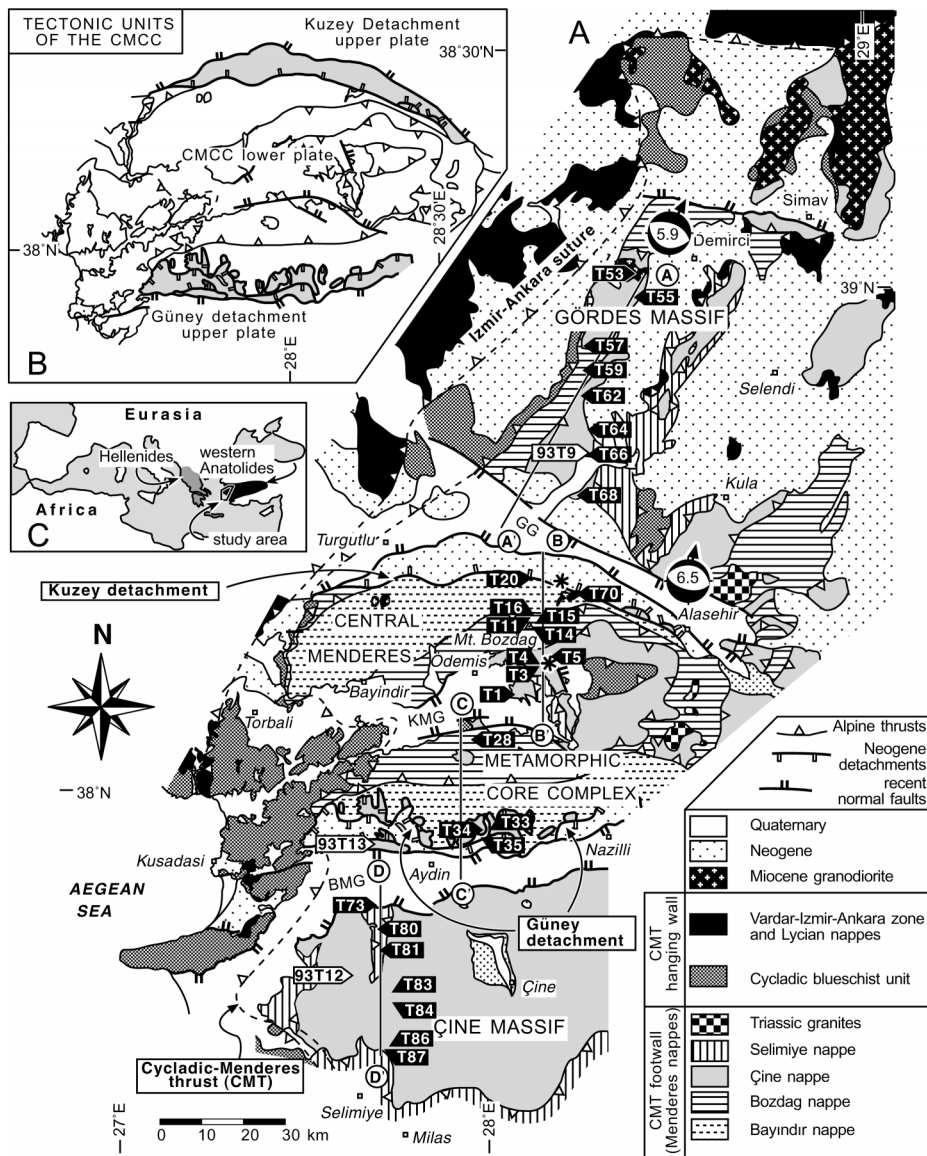 TECTONIC UNITS
OF THE CMCC
Kuzey Detachment
upper plate
38°30'N
CMCC lower plate
28°30'E
38°N
Güney detachment
upper plate
28°E
B
A
29°E
Simav
5.9
Demirci
Izmir-Ankara suture
T53
A
T55
39°N
GÖRDES MASSIF
T57
T59
Selendi
T62
T64
93T9
T66
T68
Kula
Eurasia
Hellenides
western
Anatolides
Africa
study area
C
Turgutlu
GG
A'
B
6.5
Kuzey detachment
T20
T70
Alasehir
CENTRAL
T16
T15
T11
T14
Mt. Bozdag
MENDERES
Odemis
T4
T5
T3
N
Bayindir
T1
C
Torbali
KMG
T28
B'
METAMORPHIC
38°N
CORE COMPLEX
T33
T34
T35
Nazilli
Kusadasi
93T13
Aydin
D
AEGEAN
SEA
BMG
C'
T73
Güney
detachment
T80
T81
93T12
T83
Çine
T84
ÇINE MASSIF
T86
T87
Cycladic-Menderes
thrust (CMT)
D'
Selimiye
27°E
28°E
Milas
0 10 20 30 km
Alpine thrusts
Neogene
detachments
recent
normal faults
Quaternary
Neogene
Miocene granodiorite
CMT
hanging wall
Vardar-Izmir-Ankara zone
and Lycian nappes
Cycladic blueschist unit
CMT footwall
(Menderes nappes)
Triassic granites
Selimiye nappe
Çine nappe
Bozdag nappe
Bayındır nappe